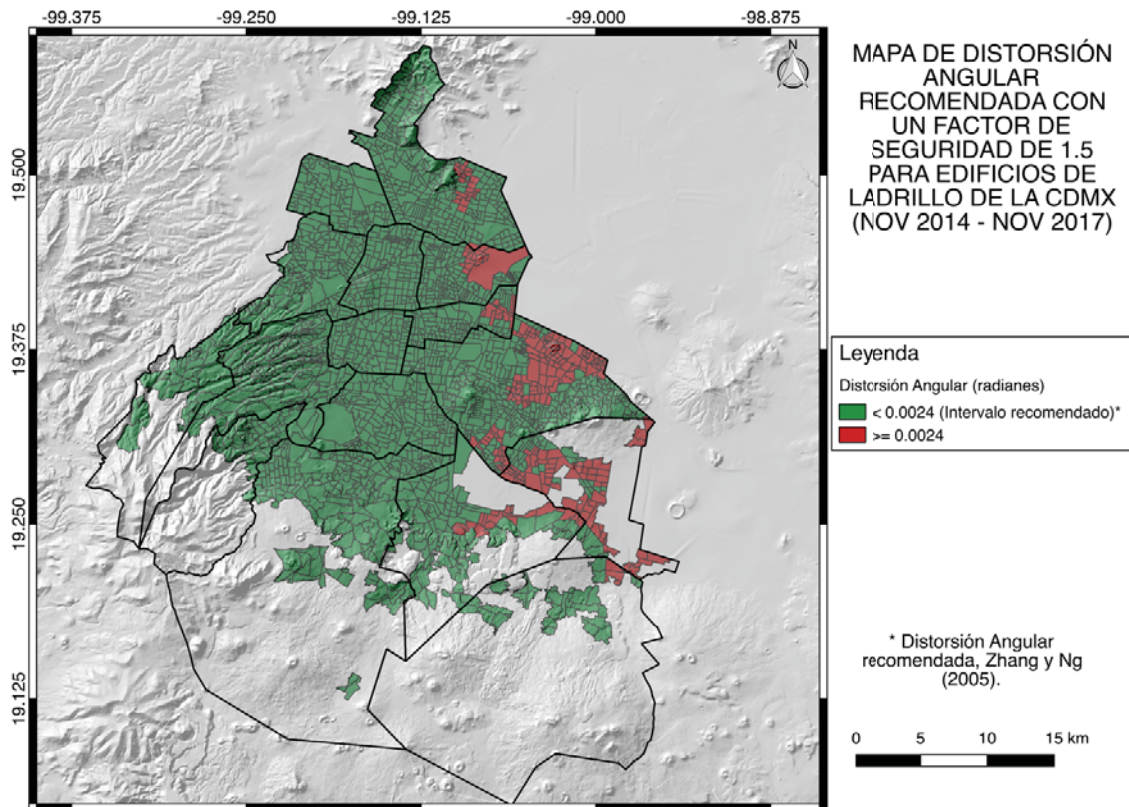 -99.375 -99.250 -99.125 -99.000 -98.875
N
19.500
19.375
19.250
19.125
MAPA DE DISTORSIÓN
ANGULAR
RECOMENDADA CON
UN FACTOR DE
SEGURIDAD DE 1.5
PARA EDIFICIOS DE
LADRILLO DE LA CDMX
(NOV 2014 - NOV 2017)
Leyenda
Distorsión Angular (radianes)
< 0.0024 (Intervalo recomendado)*
>= 0.0024
* Distorsión Angular
recomendada, Zhang y Ng
(2005).
0 5 10 15 km